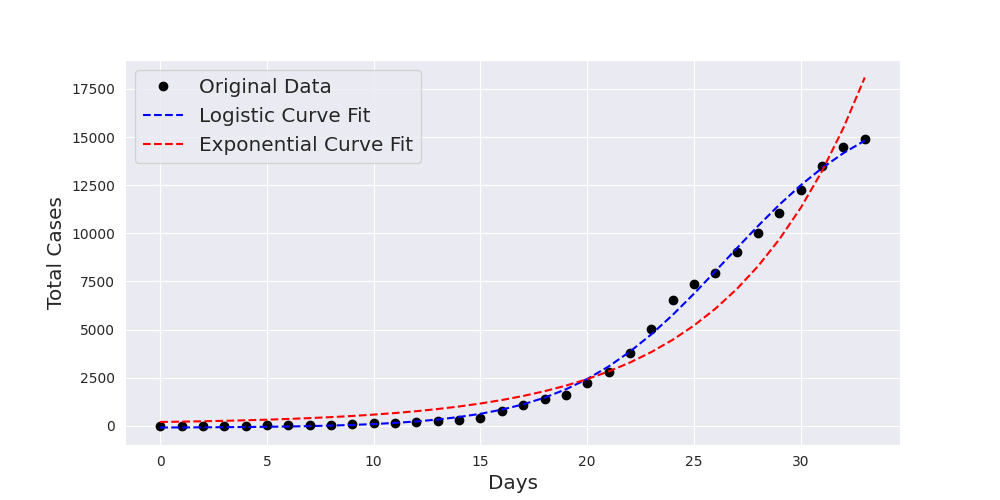 Original Data
Logistic Curve Fit
Exponential Curve Fit
17500
15000
12500
10000
7500
5000
2500
0
Total Cases
0 5 10 15 20 25 30
Days